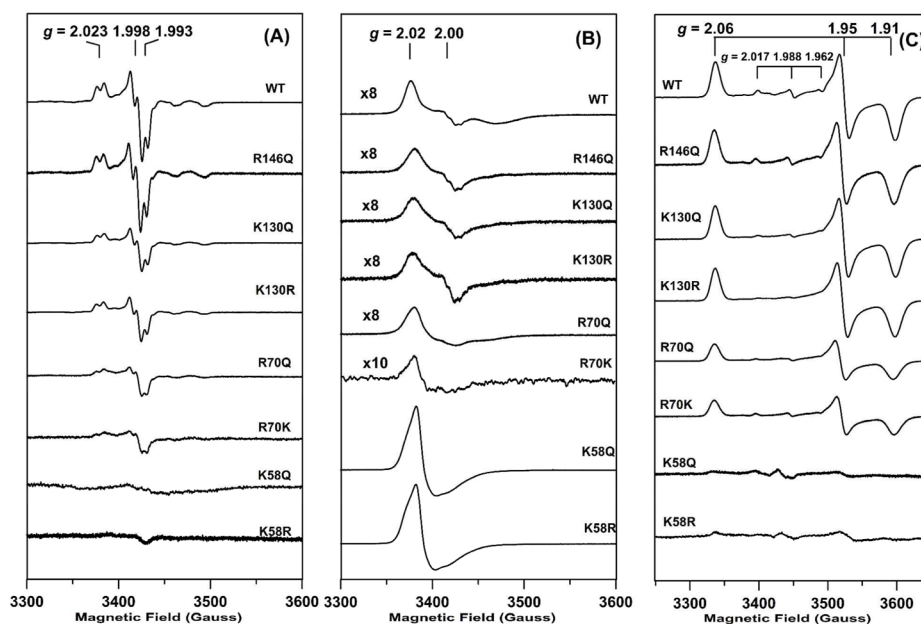 g = 2.023 1.998 1.993 (A)
WT
R146Q
K130Q
K130R
R70Q
R70K
K58Q
K58R
3300 3400 3500 3600
Magnetic Field (Gauss)
g = 2.02 2.00 (B)
x8 WT
x8 R146Q
x8 K130Q
x8 K130R
x8 R70Q
x10 R70K
K58Q
K58R
3300 3400 3500 3600
Magnetic Field (Gauss)
(C)
g = 2.06 1.95 1.91
g = 2.017 1.988 1.962
WT
R146Q
K130Q
K130R
R70Q
R70K
K58Q
K58R
3300 3400 3500 3600
Magnetic Field (Gauss)